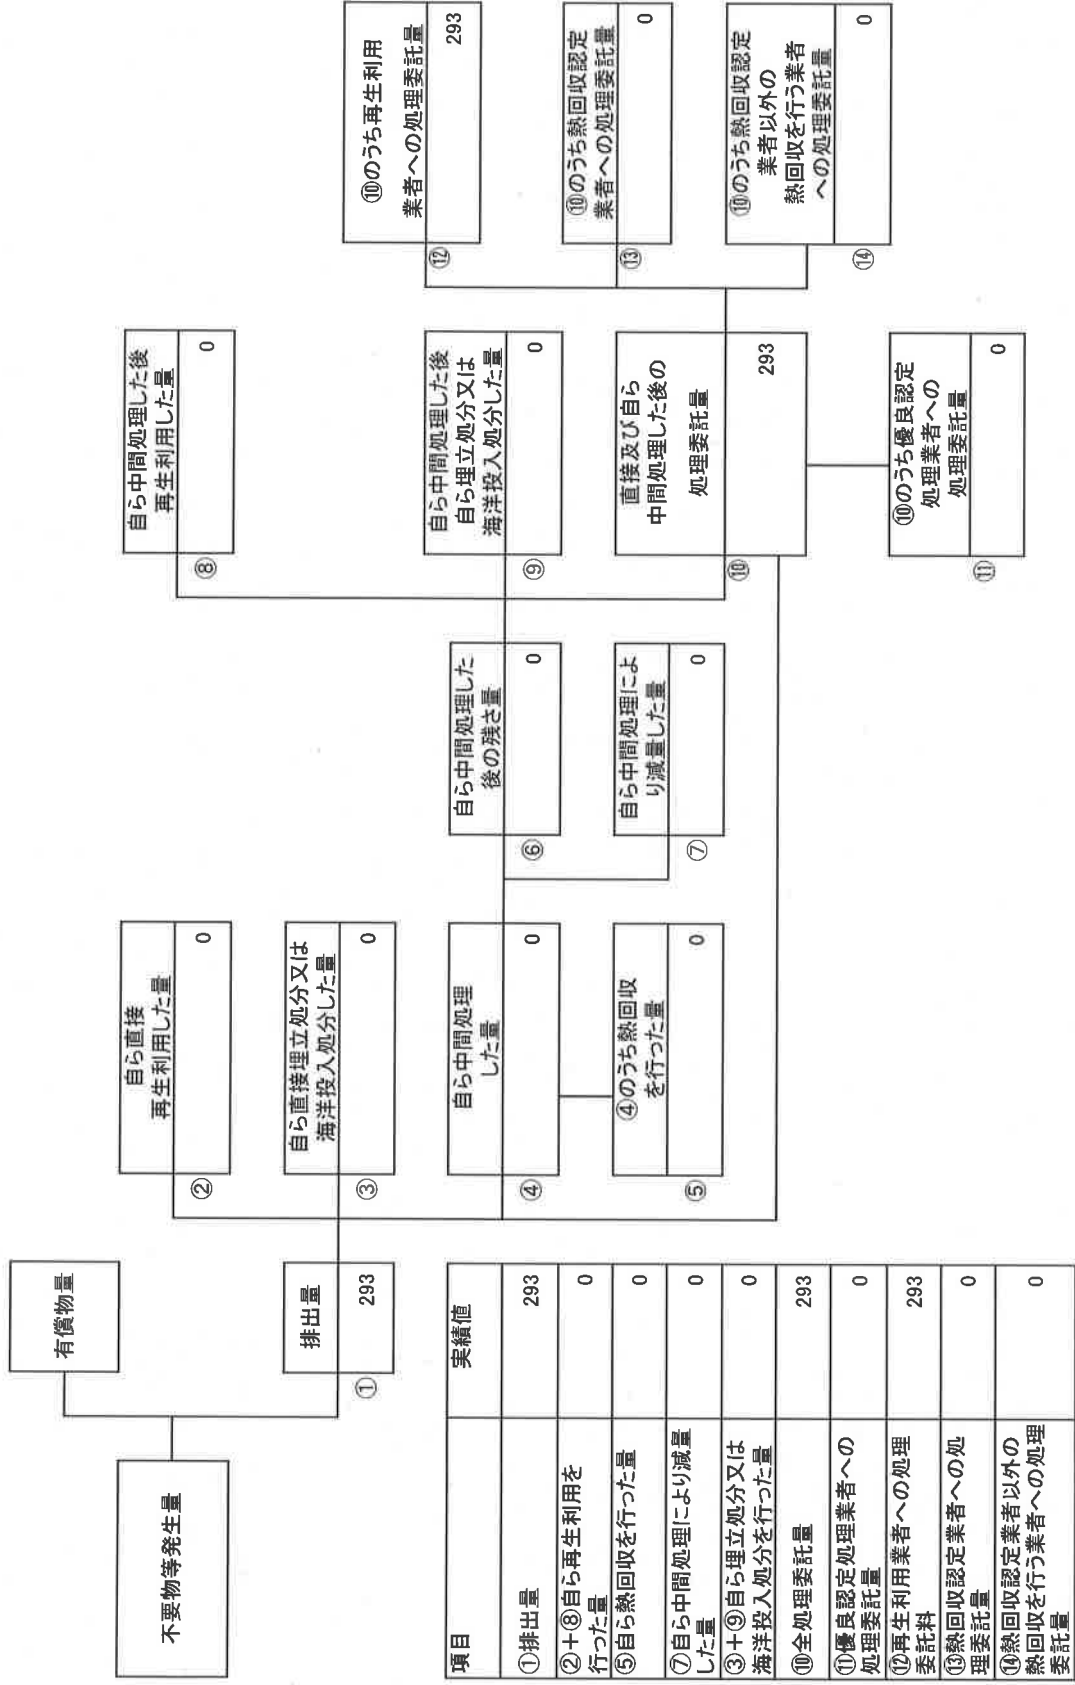 不要物等発生量
有償物量
排出量
①
293
自ら直接
再生利用した量
②
0
自ら直接埋立処分又は
海洋投入処分した量
③
0
自ら中間処理
した量
④
0
④のうち熱回収
を行った量
⑤
0
自ら中間処理した
後の残さ量
⑥
0
自ら中間処理によ
り減量した量
⑦
0
自ら中間処理した後
再生利用した量
⑧
0
自ら中間処理した後
自ら埋立処分又は
海洋投入処分した量
⑨
0
直接及び自ら
中間処理した後の
処理委託量
⑩
293
⑩のうち優良認定
処理業者への
処理委託量
⑪
0
⑩のうち再生利用
業者への処理委託量
⑫
293
⑩のうち熱回収認定
業者への処理委託量
⑬
0
⑩のうち熱回収認定
業者以外の
熱回収を行う業者
への処理委託量
⑭
0
項目 実績値
①排出量 293
②+⑧自ら再生利用を
行った量 0
⑤自ら熱回収を行った量 0
⑦自ら中間処理により減量
した量 0
③+⑨自ら埋立処分又は
海洋投入処分を行った量 0
⑩全処理委託量 293
⑪優良認定処理業者への
処理委託量 0
⑫再生利用業者への処理
委託料 293
⑬熱回収認定業者への処
理委託量 0
⑭熱回収認定業者以外の
熱回収を行う業者への処理
委託量 0